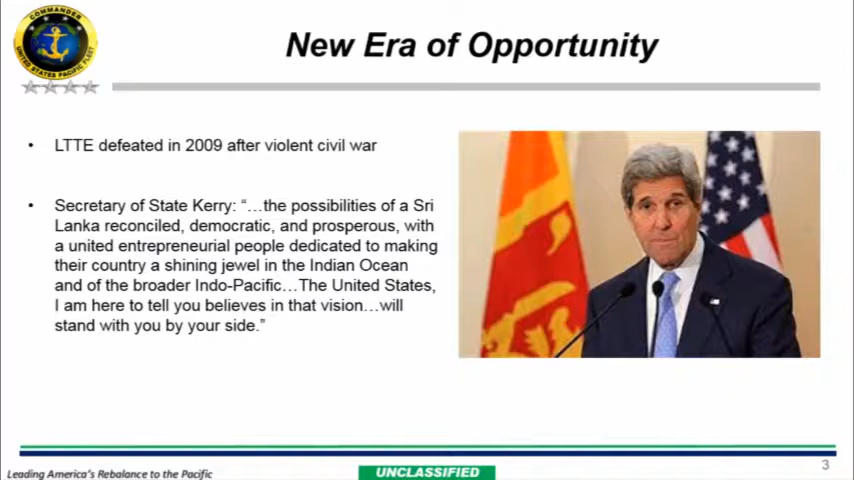 COMMANDER
UNITED STATES PACIFIC FLEET
New Era of Opportunity
• LTTE defeated in 2009 after violent civil war
• Secretary of State Kerry: “…the possibilities of a Sri
Lanka reconciled, democratic, and prosperous, with
a united entrepreneurial people dedicated to making
their country a shining jewel in the Indian Ocean
and of the broader Indo-Pacific…The United States,
I am here to tell you believes in that vision…will
stand with you by your side.”
Leading America's Rebalance to the Pacific
UNCLASSIFIED
3